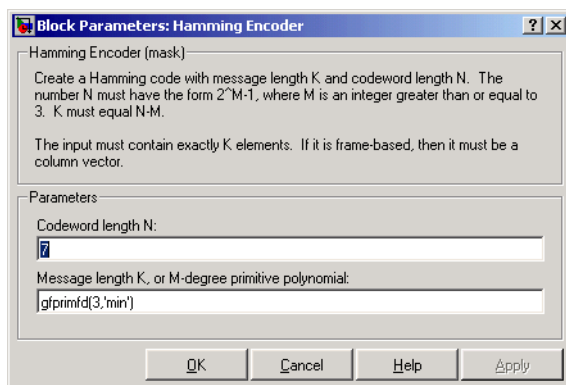 Block Parameters: Hamming Encoder
Hamming Encoder (mask)
Create a Hamming code with message length K and codeword length N. The
number N must have the form 2^M-1, where M is an integer greater than or equal to
3. K must equal N-M.
The input must contain exactly K elements. If it is frame-based, then it must be a
column vector.
Parameters
Codeword length N:
7
Message length K, or M-degree primitive polynomial:
gfprimfd(3,'min')
OK Cancel Help Apply